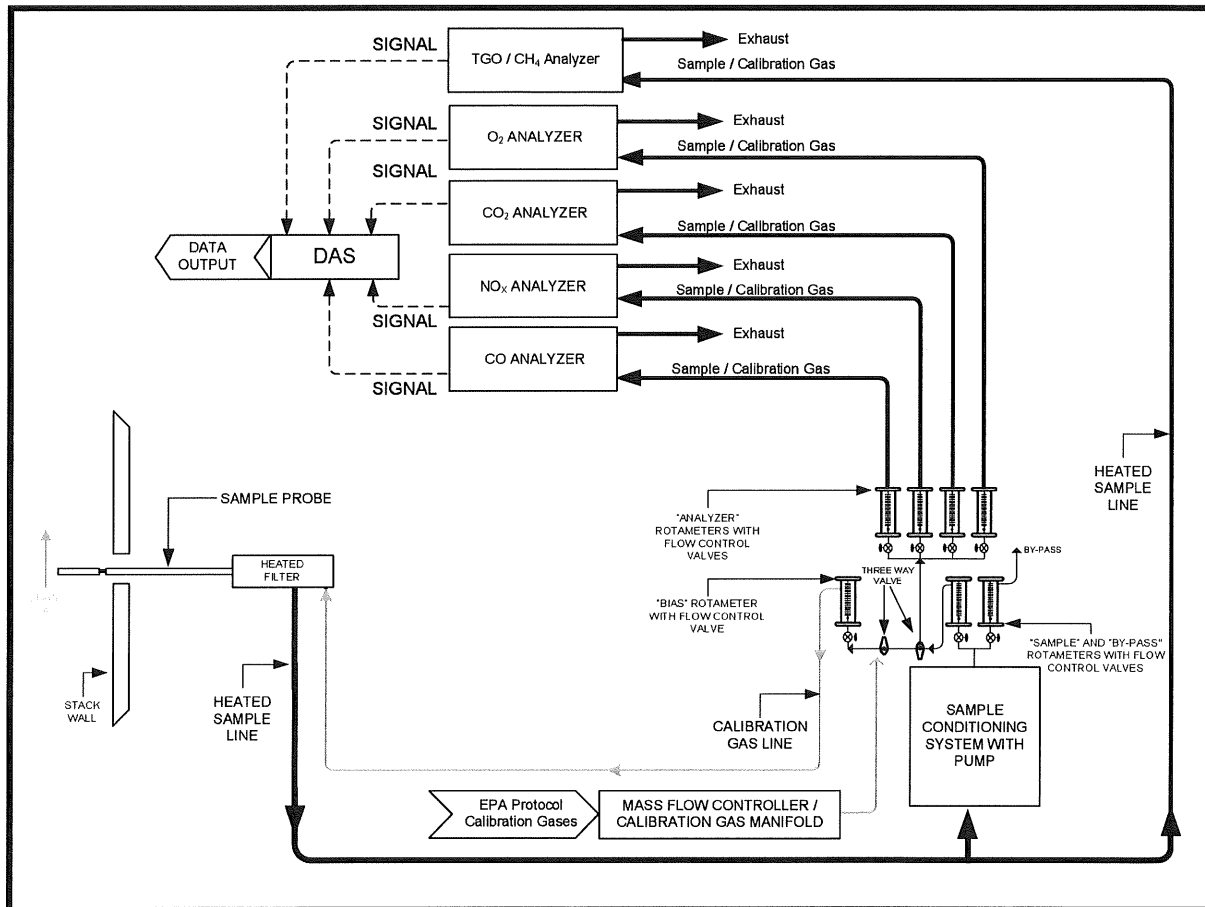 SIGNAL
TGO / CH₄ Analyzer
Exhaust
Sample / Calibration Gas
SIGNAL
O₂ ANALYZER
Exhaust
Sample / Calibration Gas
SIGNAL
CO₂ ANALYZER
Exhaust
Sample / Calibration Gas
DATA
OUTPUT
DAS
NOX ANALYZER
Exhaust
Sample / Calibration Gas
SIGNAL
CO ANALYZER
Exhaust
Sample / Calibration Gas
SIGNAL
SAMPLE PROBE
HEATED
FILTER
STACK
WALL
HEATED
SAMPLE
LINE
"ANALYZER"
ROTAMETERS WITH
FLOW CONTROL
VALVES
HEATED
SAMPLE
LINE
BY-PASS
THREE WAY
VALVE
"BIAS" ROTAMETER
WITH FLOW CONTROL
VALVE
"SAMPLE" AND "BY-PASS"
ROTAMETERS WITH FLOW
CONTROL VALVES
CALIBRATION
GAS LINE
SAMPLE
CONDITIONING
SYSTEM WITH
PUMP
EPA Protocol
Calibration Gases
MASS FLOW CONTROLLER /
CALIBRATION GAS MANIFOLD